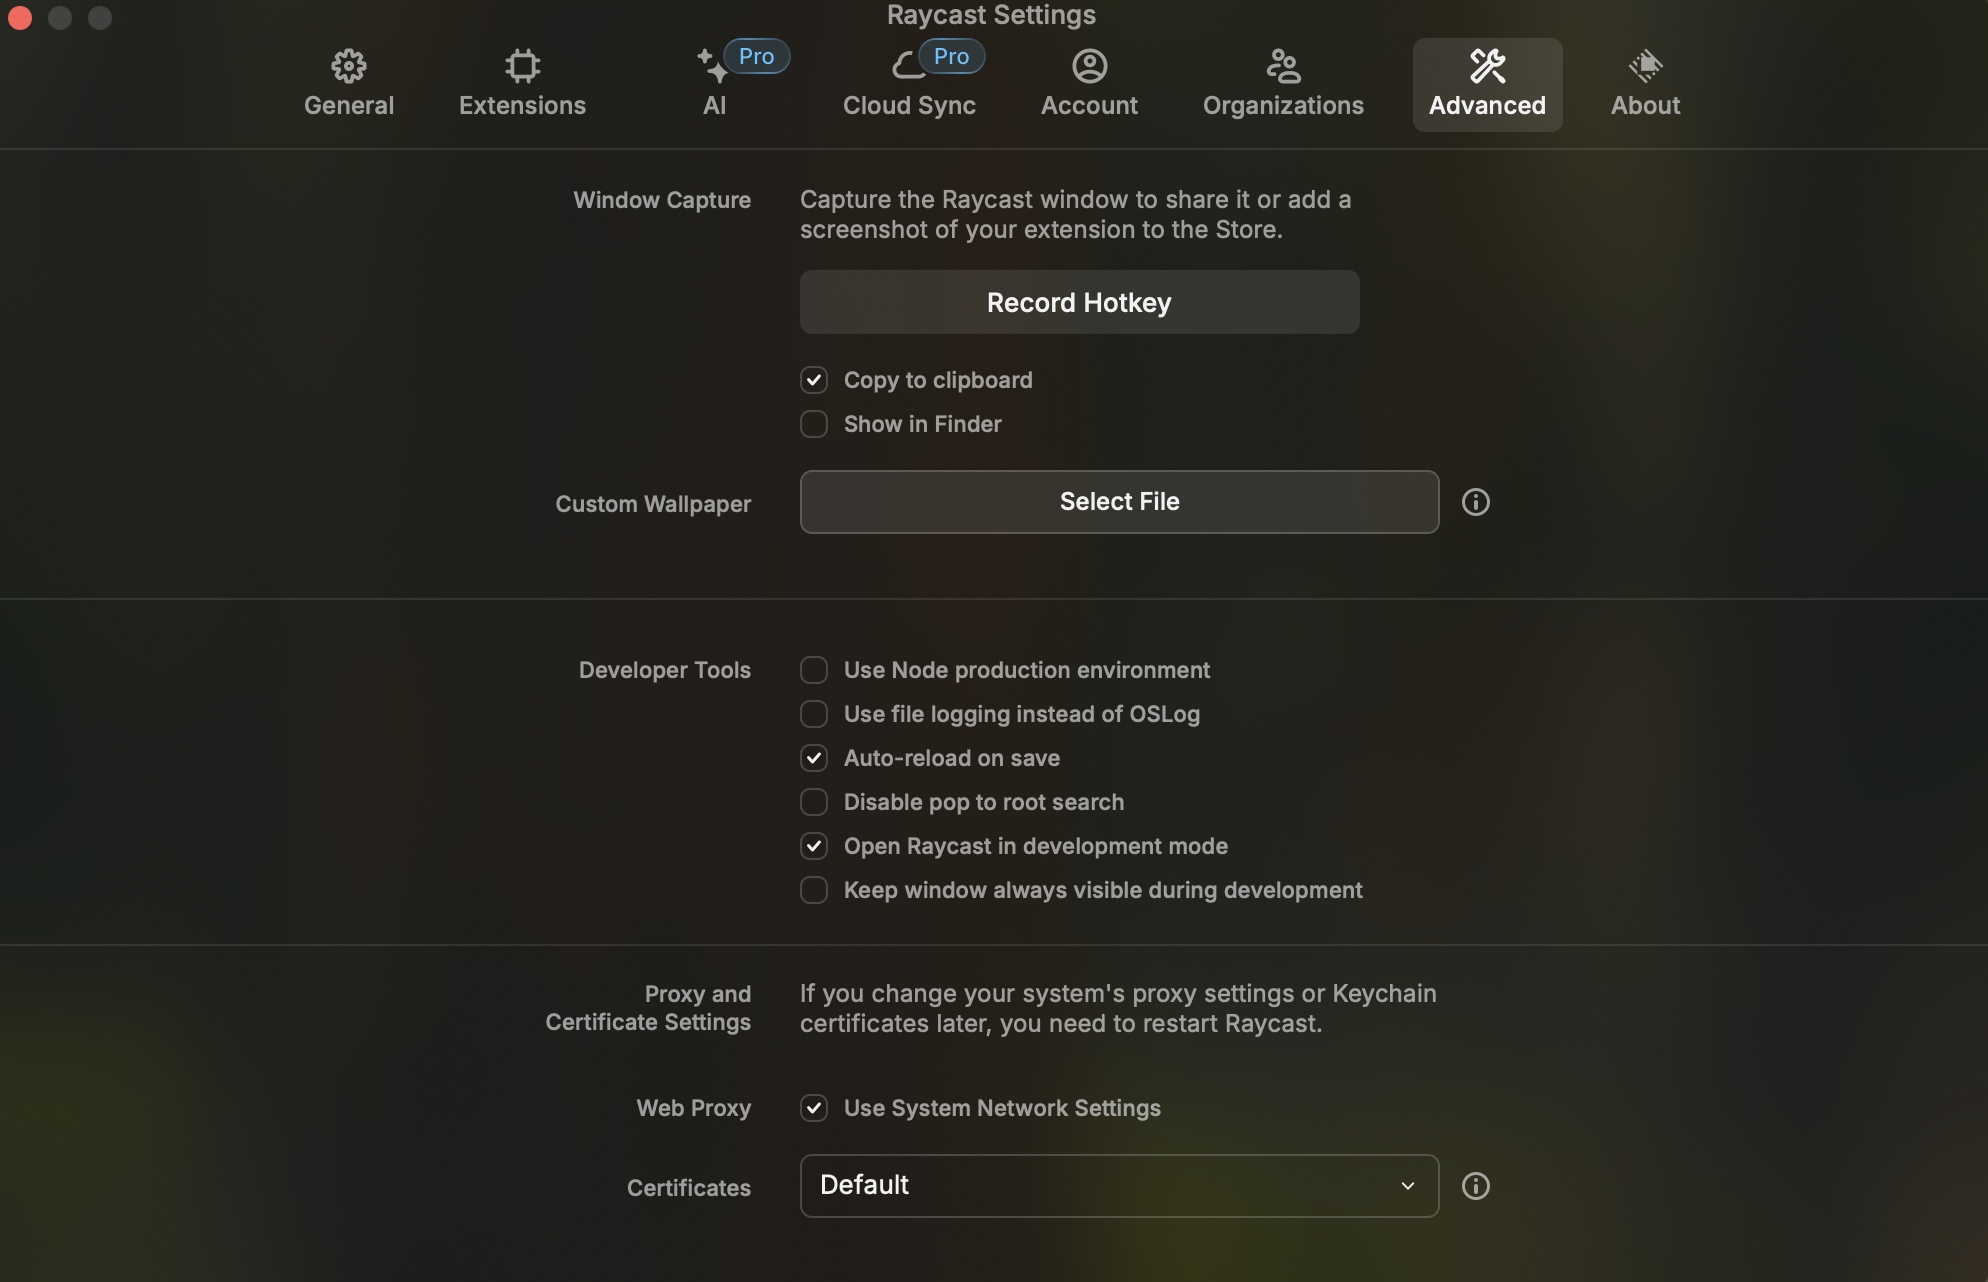 Raycast Settings
General
Extensions
Pro
AI
Pro
Cloud Sync
Account
Organizations
Advanced
About
Window Capture
Capture the Raycast window to share it or add a
screenshot of your extension to the Store.
Record Hotkey
Copy to clipboard
Show in Finder
Custom Wallpaper
Select File
Developer Tools
Use Node production environment
Use file logging instead of OSLog
Auto-reload on save
Disable pop to root search
Open Raycast in development mode
Keep window always visible during development
Proxy and
Certificate Settings
If you change your system's proxy settings or Keychain
certificates later, you need to restart Raycast.
Web Proxy
Use System Network Settings
Certificates
Default